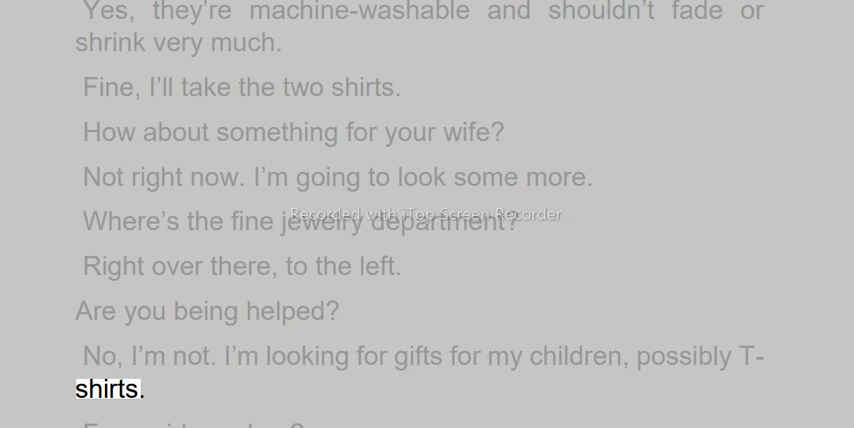 Yes, they’re machine-washable and shouldn’t fade or
shrink very much.
Fine, I’ll take the two shirts.
How about something for your wife?
Not right now. I’m going to look some more.
Where’s the fine jewelry department?
Recorded with iTop Screen Recorder
Right over there, to the left.
Are you being helped?
No, I’m not. I’m looking for gifts for my children, possibly T-
shirts.